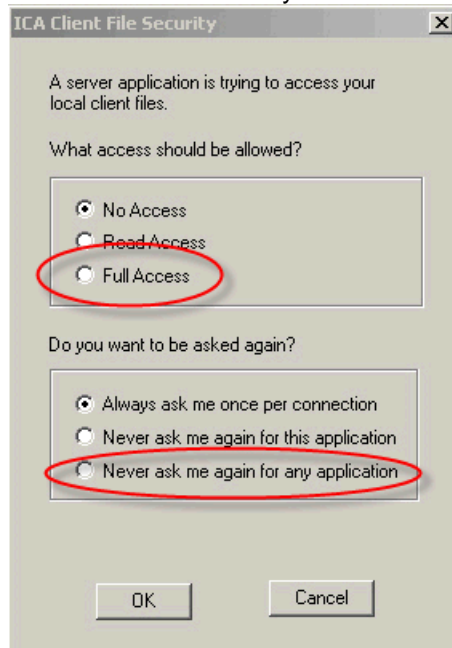 ICA Client File Security
A server application is trying to access your
local client files.
What access should be allowed?
No Access
Read Access
Full Access
Do you want to be asked again?
Always ask me once per connection
Never ask me again for this application
Never ask me again for any application
OK
Cancel